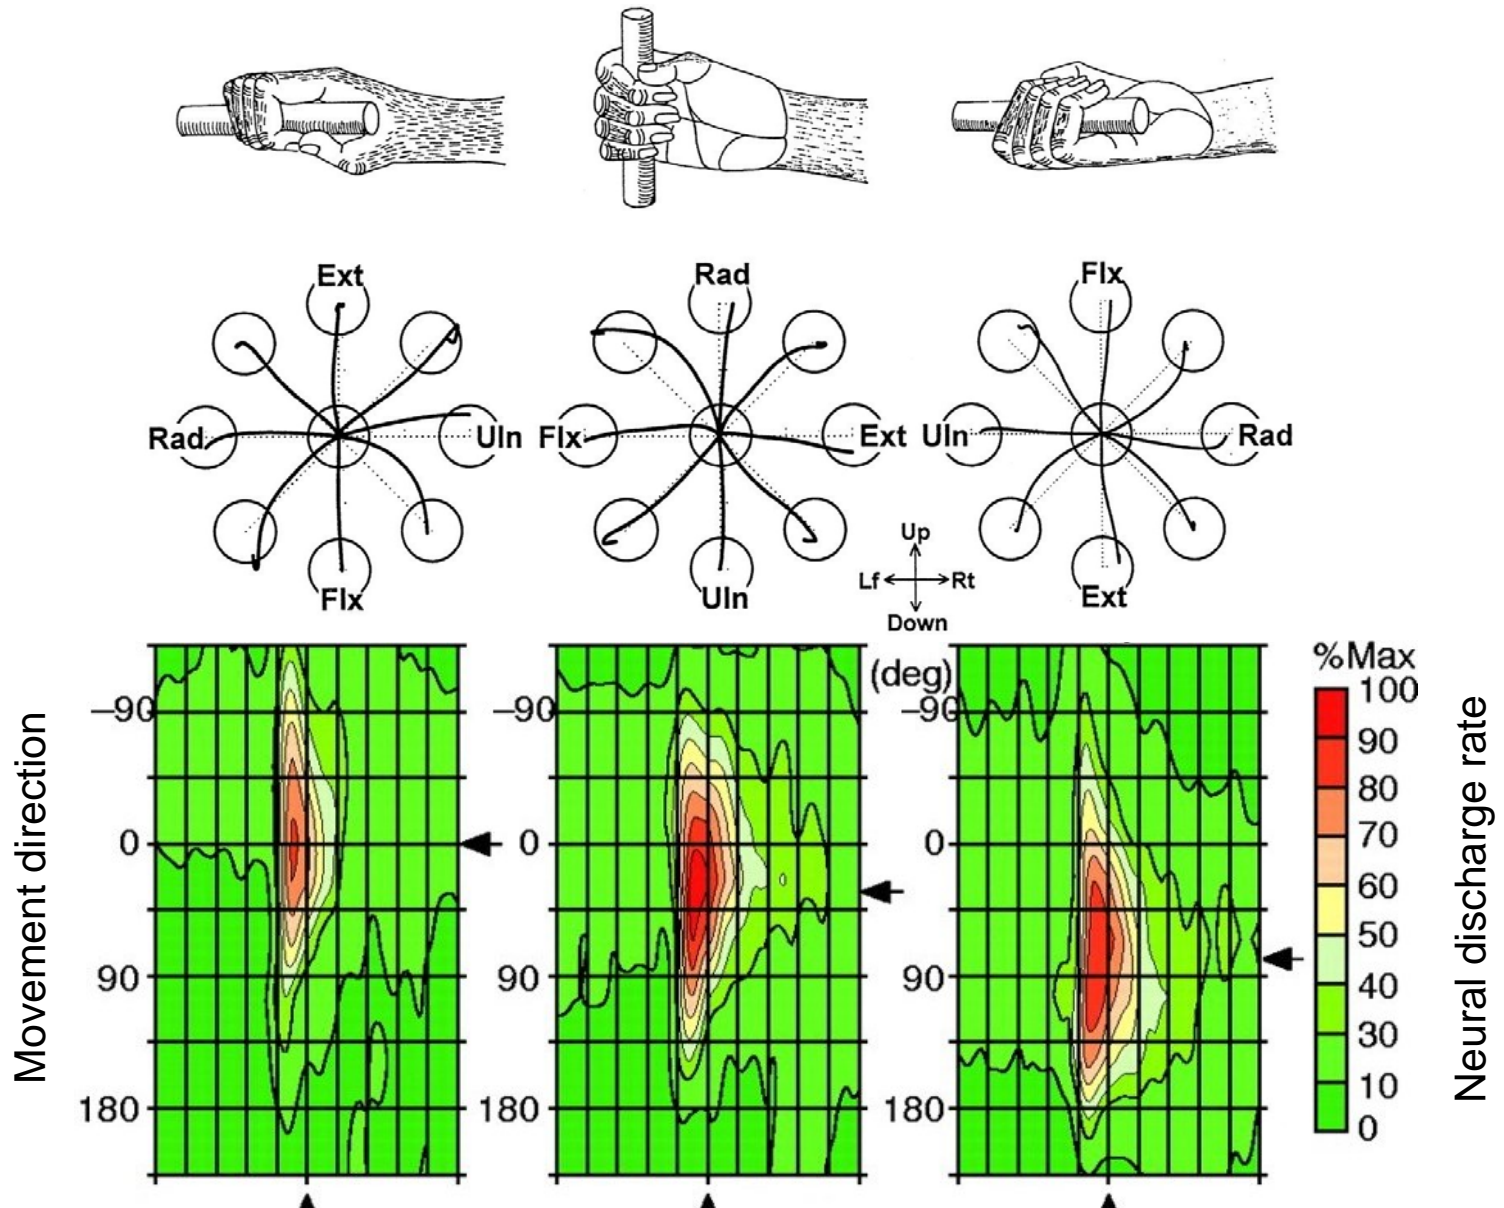 Ext
Rad
Uln
Flx
Rad
Flx
Ext
Uln
Flx
Uln
Rad
Ext
Up
Lf
Rt
Down
Movement direction
–90
0
90
180
–90
0
90
180
(deg)
–90
0
90
180
%Max
100
90
80
70
60
50
40
30
10
0
Neural discharge rate